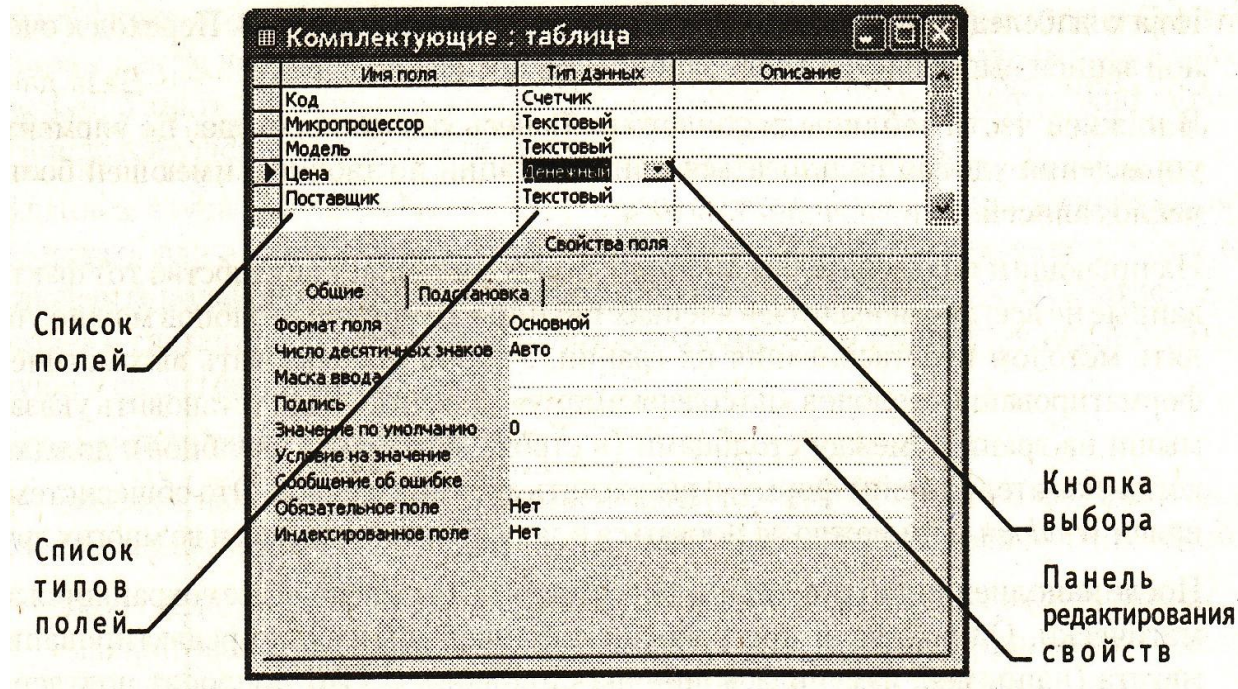 Комплектующие : таблица
Имя поля Тип данных Описание
Код Счетчик
Микропроцессор Текстовый
Модель Текстовый
Цена Денежный
Поставщик Текстовый
Свойства поля
Общие Подстановка
Формат поля Основной
Число десятичных знаков Авто
Маска ввода
Подпись
Значение по умолчанию 0
Условие на значение
Сообщение об ошибке
Обязательное поле Нет
Индексированное поле Нет
Список
полей
Список
типов
полей
Кнопка
выбора
Панель
редактирования
свойств